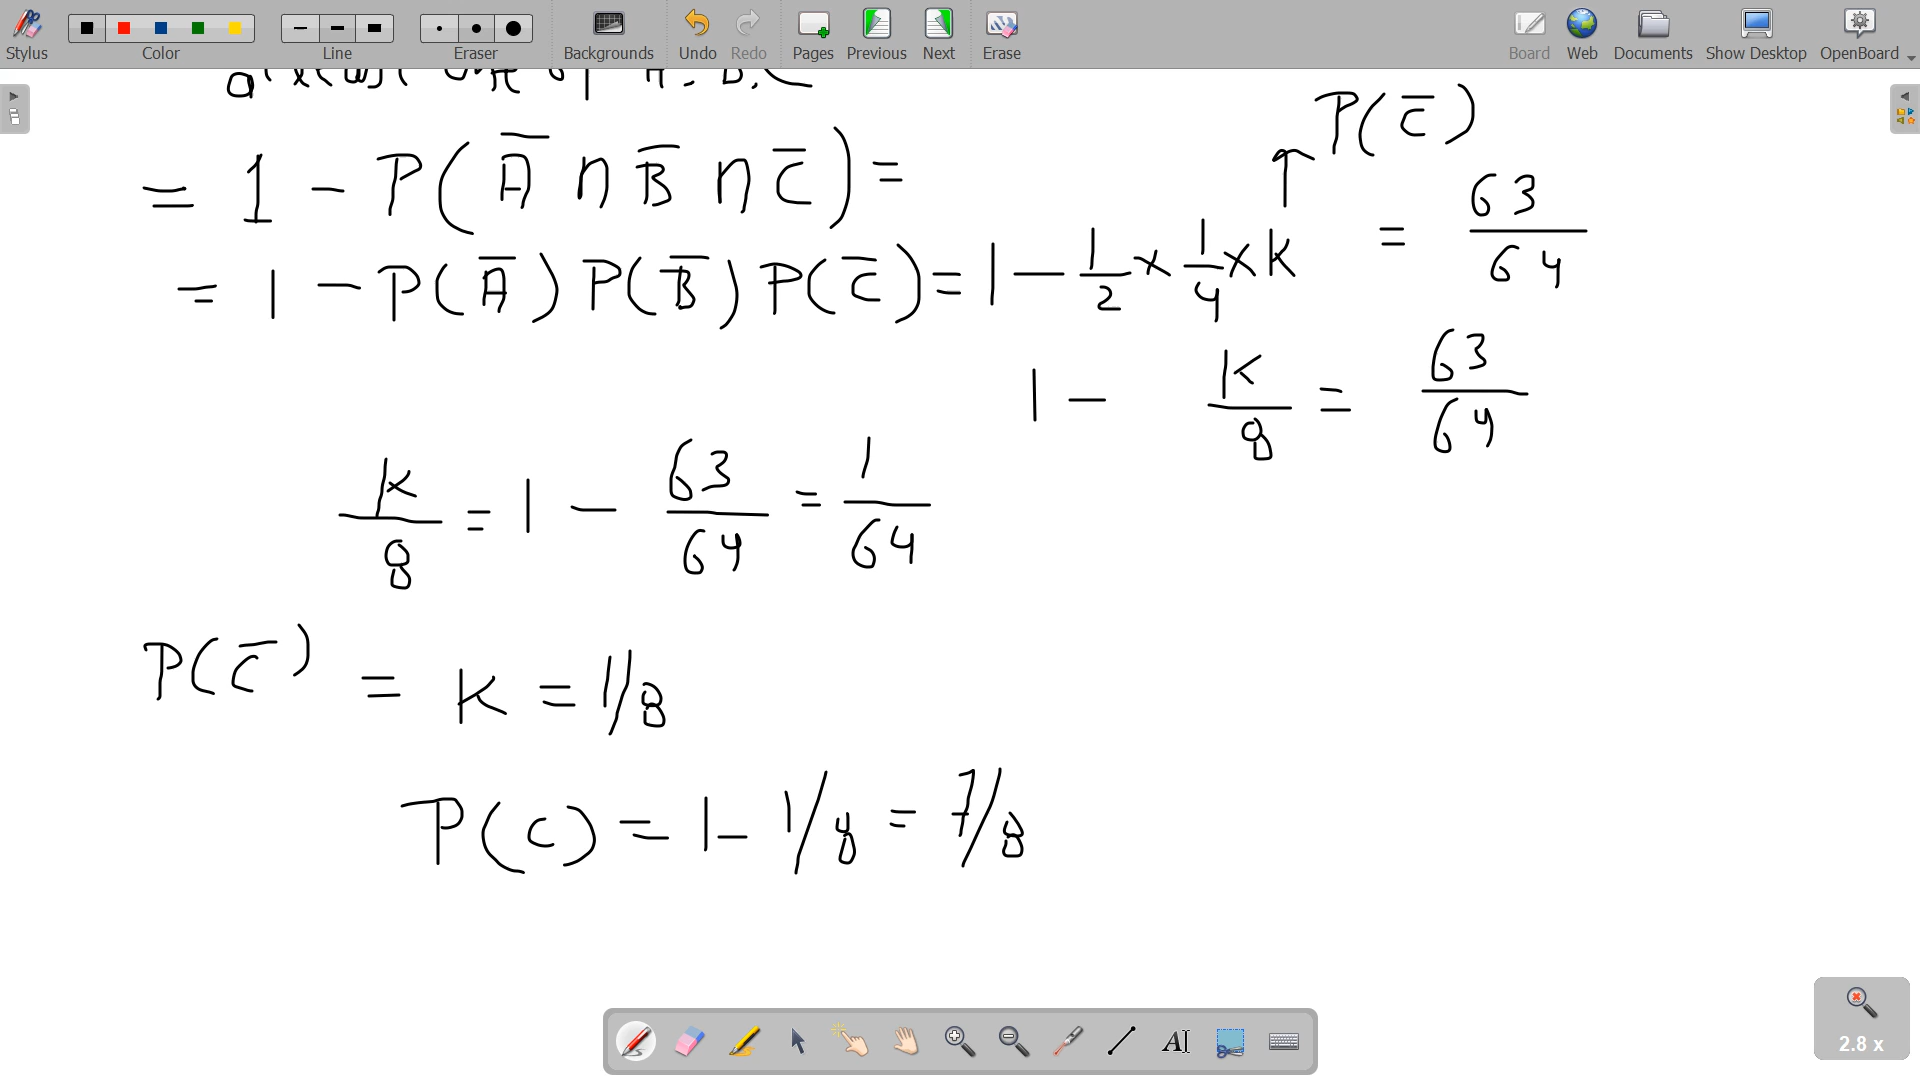 Stylus Color Line Eraser Backgrounds Undo Redo Pages Previous Next Erase Board Web Documents Show Desktop OpenBoard
one of A, B, C
P(C̅)
= 1 - P(A̅ ∩ B̅ ∩ C̅) =
= 1 - P(A̅) P(B̅) P(C̅) = 1 - 1/2 × 1/4 × K = 63/64
1 - K/8 = 63/64
K/8 = 1 - 63/64 = 1/64
P(C̅) = K = 1/8
P(C) = 1 - 1/8 = 7/8
2.8 x